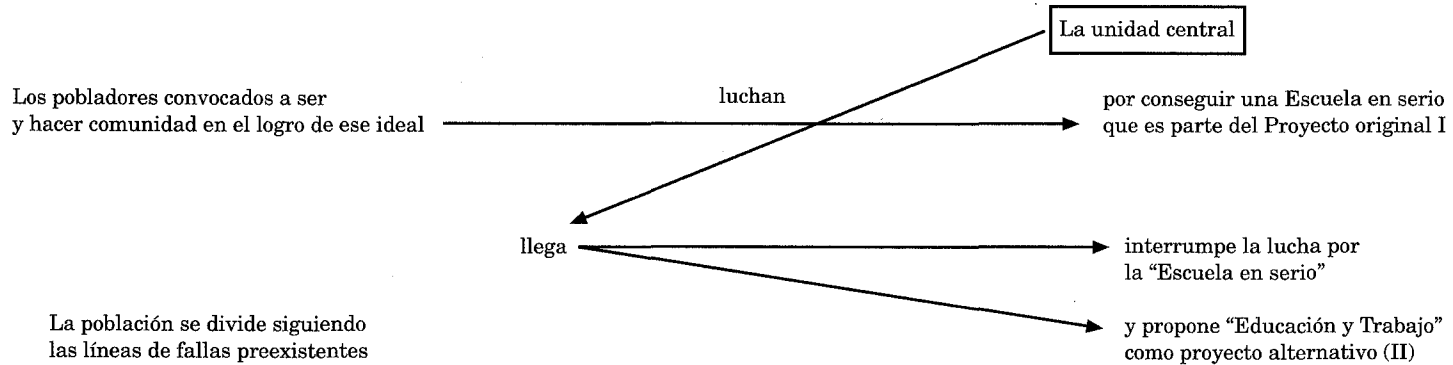 La unidad central
Los pobladores convocados a ser
y hacer comunidad en el logro de ese ideal
luchan
por conseguir una Escuela en serio
que es parte del Proyecto original I
llega
interrumpe la lucha por
la “Escuela en serio”
La población se divide siguiendo
las líneas de fallas preexistentes
y propone “Educación y Trabajo”
como proyecto alternativo (II)